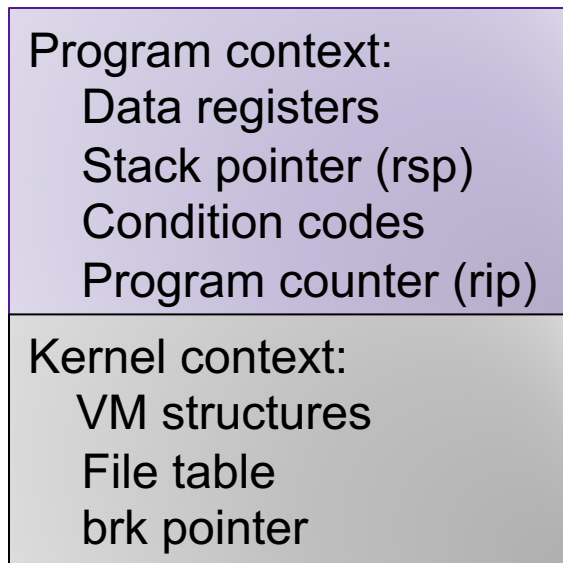 Program context:
Data registers
Stack pointer (rsp)
Condition codes
Program counter (rip)
Kernel context:
VM structures
File table
brk pointer